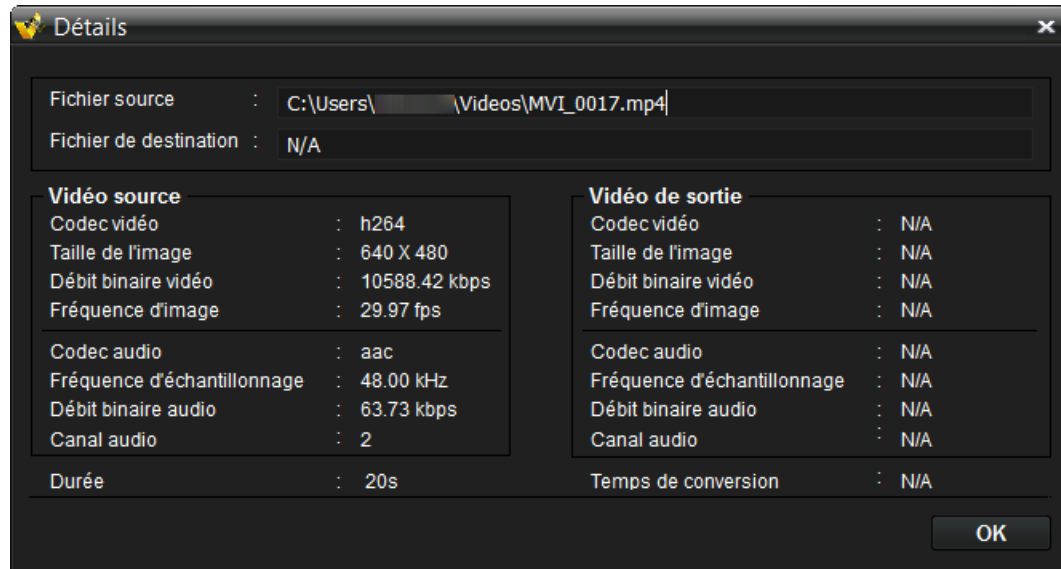 Détails
Fichier source : C:\Users\ \Videos\MVI_0017.mp4
Fichier de destination : N/A
Vidéo source
Codec vidéo : h264
Taille de l'image : 640 X 480
Débit binaire vidéo : 10588.42 kbps
Fréquence d'image : 29.97 fps
Codec audio : aac
Fréquence d'échantillonnage : 48.00 kHz
Débit binaire audio : 63.73 kbps
Canal audio : 2
Durée : 20s
Vidéo de sortie
Codec vidéo : N/A
Taille de l'image : N/A
Débit binaire vidéo : N/A
Fréquence d'image : N/A
Codec audio : N/A
Fréquence d'échantillonnage : N/A
Débit binaire audio : N/A
Canal audio : N/A
Temps de conversion : N/A
OK